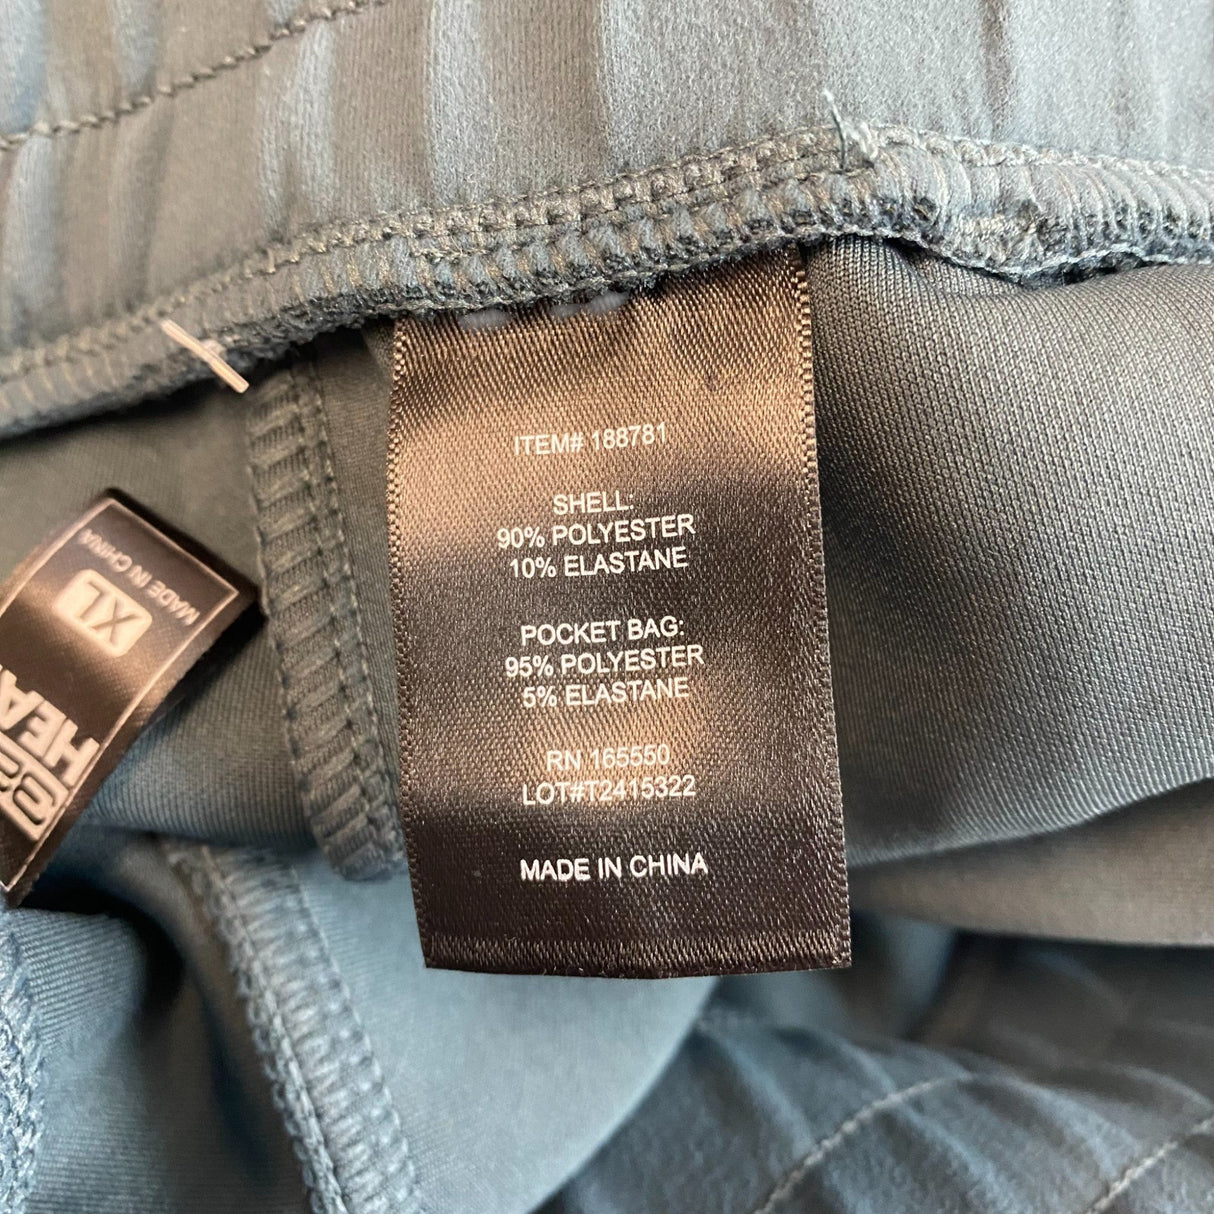 ITEM# 188781
SHELL:
90% POLYESTER
10% ELASTANE
POCKET BAG:
95% POLYESTER
5% ELASTANE
RN 165550
LOT#T2415322
MADE IN CHINA
XL
MADE IN CHINA